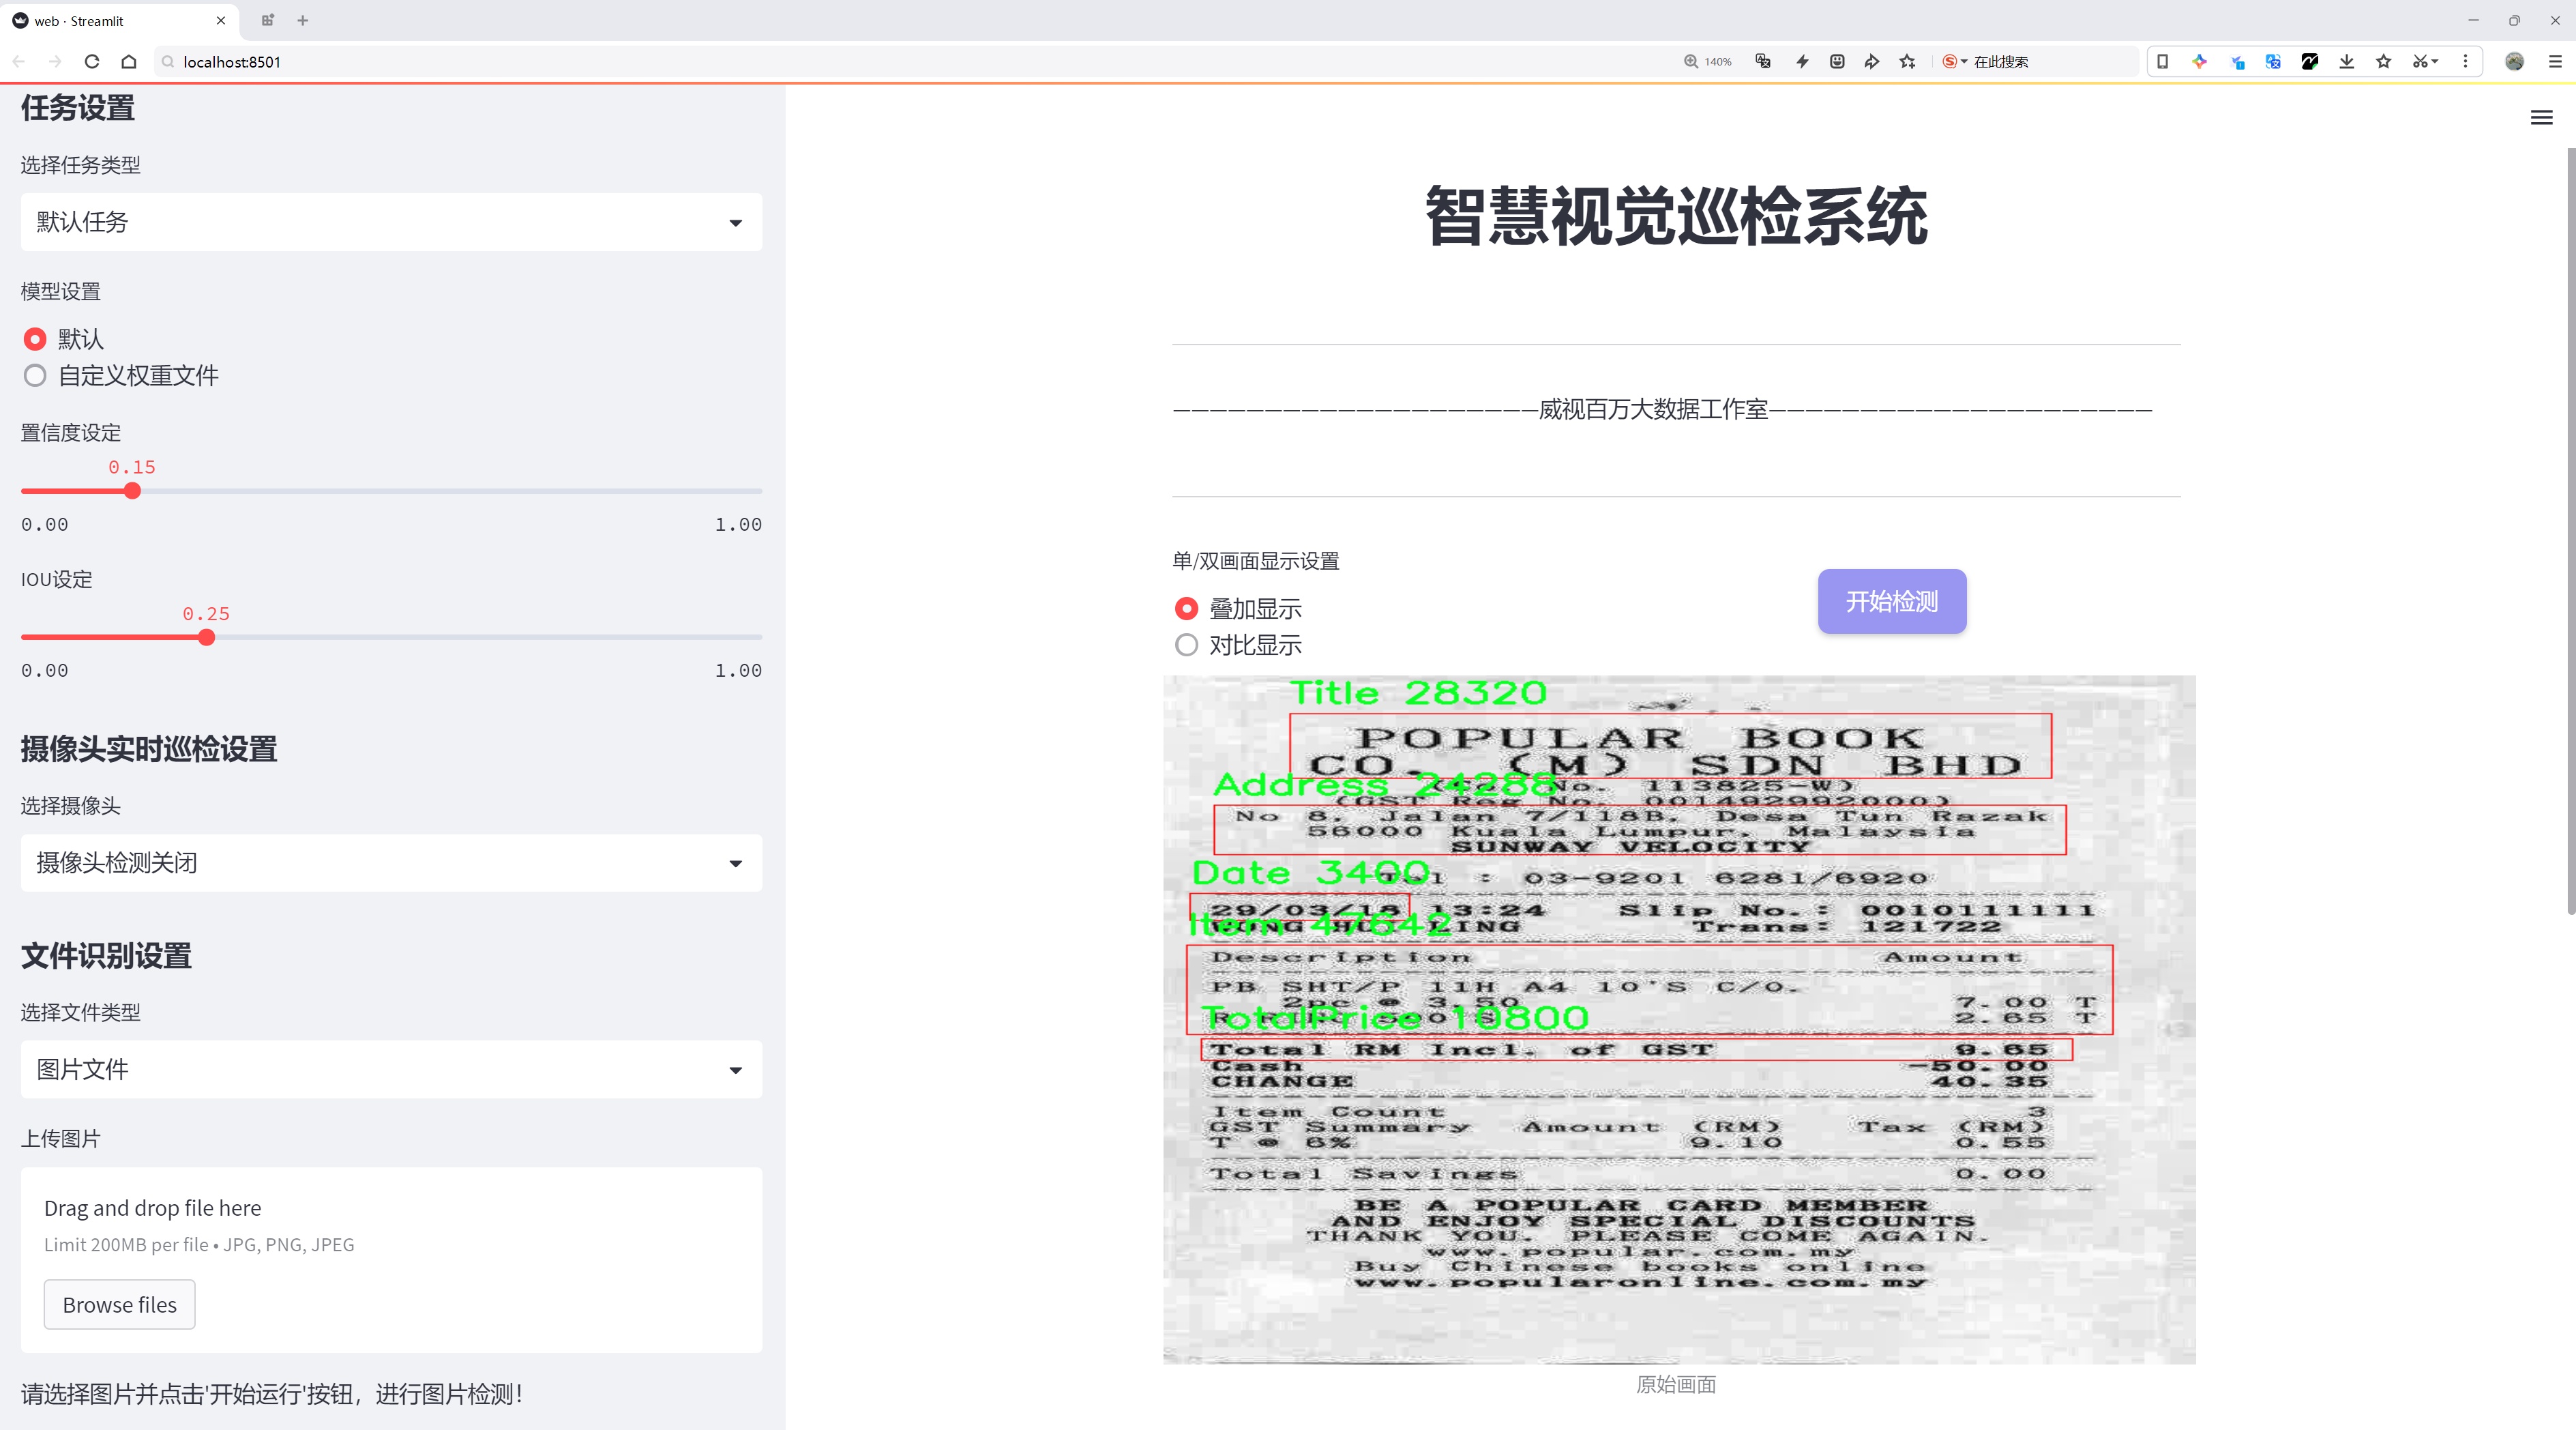 web · Streamlit
localhost:8501
140%
在此搜索
任务设置
选择任务类型
默认任务
模型设置
默认
自定义权重文件
置信度设定
0.15
0.00 1.00
IOU设定
0.25
0.00 1.00
摄像头实时巡检设置
选择摄像头
摄像头检测关闭
文件识别设置
选择文件类型
图片文件
上传图片
Drag and drop file here
Limit 200MB per file • JPG, PNG, JPEG
Browse files
请选择图片并点击'开始运行'按钮，进行图片检测！
智慧视觉巡检系统
————————————————————威视百万大数据工作室—————————————————————
单/双画面显示设置
叠加显示
对比显示
开始检测
Title 28320
POPULAR BOOK
CO. (M) SDN BHD
Address 24288
No. 113825-W)
(GST Reg No. 001492992000)
No 8, Jalan 7/118B, Desa Tun Razak
56000 Kuala Lumpur, Malaysia
SUNWAY VELOCITY
Date 3400
: 03-9201 6281/6920
29/03/18 13:24 Slip No.: 0010111111
Item 47642
LING Trans: 121722
Description Amount
PB SHT/P 11H A4 10'S C/O.
2pc @ 3.50 7.00 T
TotalPrice 10800
2.65 T
Total RM Incl. of GST 9.65
Cash -50.00
CHANGE 40.35
Item Count 3
GST Summary Amount (RM) Tax (RM)
T @ 6% 9.10 0.55
Total Savings 0.00
BE A POPULAR CARD MEMBER
AND ENJOY SPECIAL DISCOUNTS
THANK YOU. PLEASE COME AGAIN.
www.popular.com.my
Buy Chinese books online
www.popularonline.com.my
原始画面